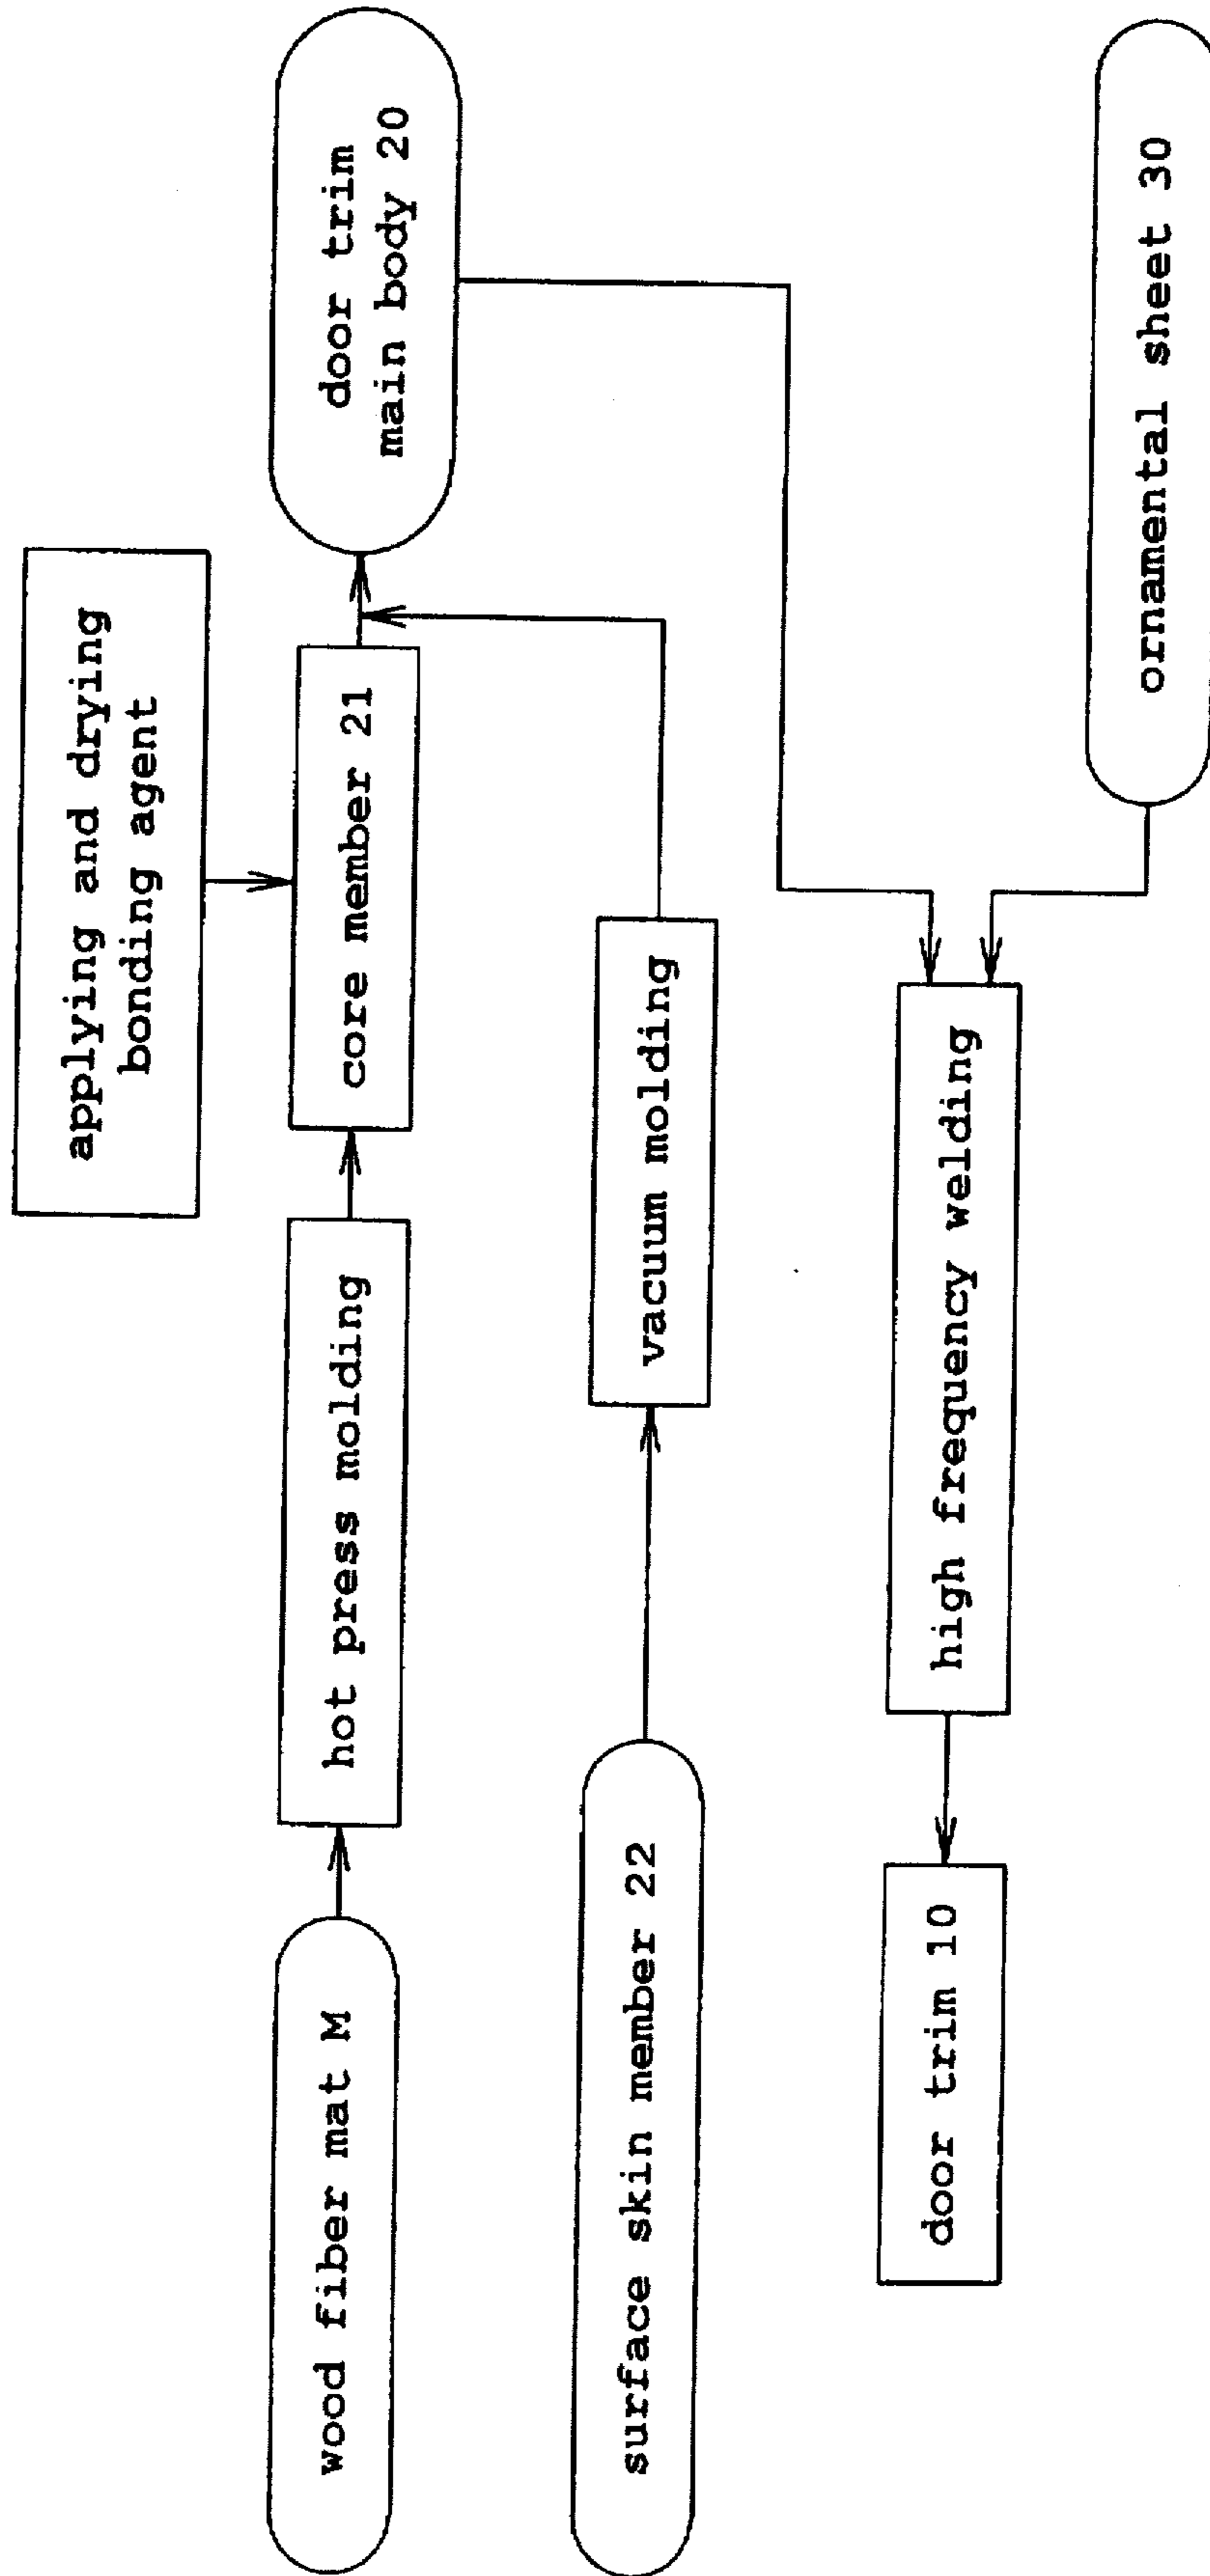 applying and drying
bonding agent
wood fiber mat M
hot press molding
core member 21
door trim
main body 20
surface skin member 22
vacuum molding
door trim 10
high frequency welding
ornamental sheet 30